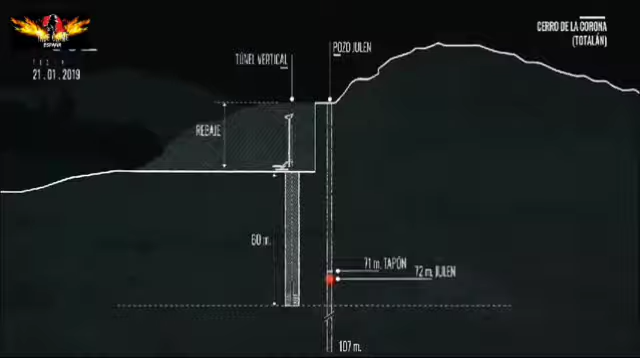 ESPAÑA
21.01.2019
CERRO DE LA CORONA
(TOTALÁN)
TÚNEL VERTICAL
POZO JULEN
REBAJE
60 m.
71 m. TAPÓN
72 m. JULEN
107 m.